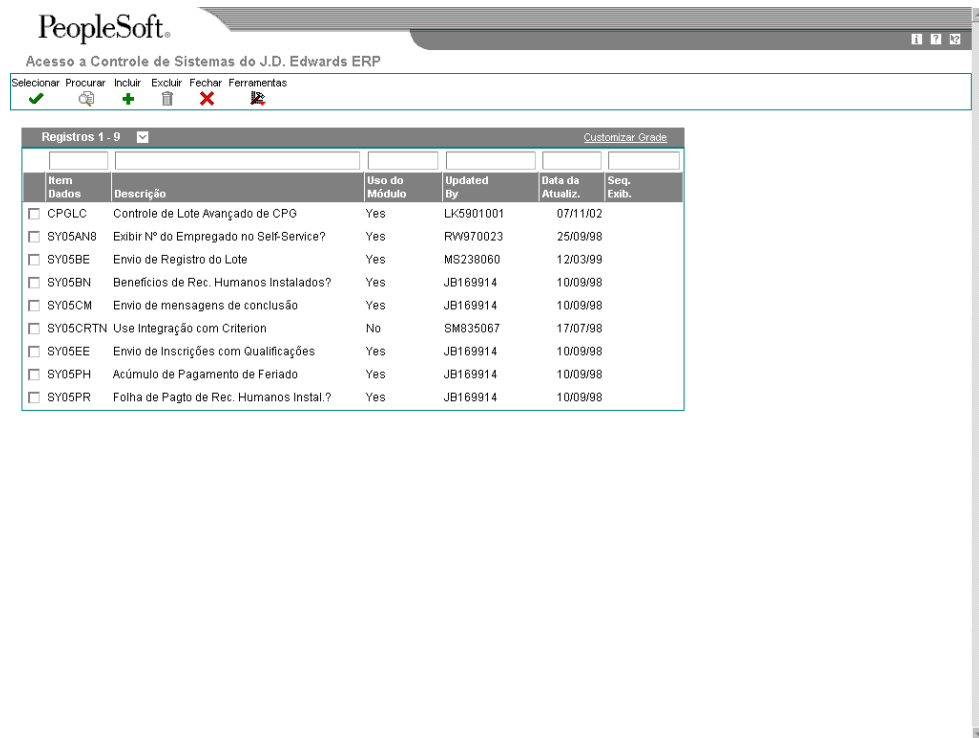 PeopleSoft®
Acesso a Controle de Sistemas do J.D. Edwards ERP
Selecionar Procurar Incluir Excluir Fechar Ferramentas
Registros 1 - 9 Customizar Grade
Item Dados Descrição Uso do Módulo Updated By Data da Atualiz. Seq. Exib.
CPGLC Controle de Lote Avançado de CPG Yes LK5901001 07/11/02
SY05AN8 Exibir Nº do Empregado no Self-Service? Yes RW970023 25/09/98
SY05BE Envio de Registro do Lote Yes MS238060 12/03/99
SY05BN Benefícios de Rec. Humanos Instalados? Yes JB169914 10/09/98
SY05CM Envio de mensagens de conclusão Yes JB169914 10/09/98
SY05CRTN Use Integração com Criterion No SM835067 17/07/98
SY05EE Envio de Inscrições com Qualificações Yes JB169914 10/09/98
SY05PH Acúmulo de Pagamento de Feriado Yes JB169914 10/09/98
SY05PR Folha de Pagto de Rec. Humanos Instal.? Yes JB169914 10/09/98